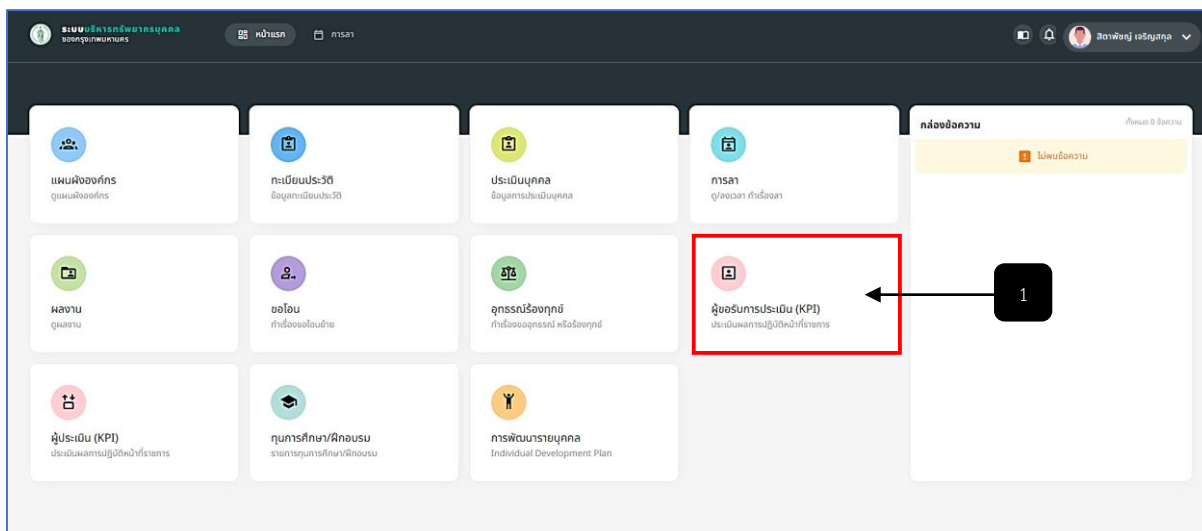 ระบบบริหารทรัพยากรบุคคล
ของกรุงเทพมหานคร
หน้าแรก
การลา
สิตาพัชญ์ เจริญสกุล
แผนผังองค์กร
ดูแผนผังองค์กร
ทะเบียนประวัติ
ข้อมูลทะเบียนประวัติ
ประเมินบุคคล
ข้อมูลการประเมินบุคคล
การลา
ดู/ลงเวลา ทำเรื่องลา
กล่องข้อความ
ทั้งหมด 0 ข้อความ
ไม่พบข้อความ
ผลงาน
ดูผลงาน
ขอโอน
ทำเรื่องขอโอนย้าย
อุทธรณ์ร้องทุกข์
ทำเรื่องขออุทธรณ์ หรือร้องทุกข์
ผู้ขอรับการประเมิน (KPI)
ประเมินผลการปฏิบัติหน้าที่ราชการ
1
ผู้ประเมิน (KPI)
ประเมินผลการปฏิบัติหน้าที่ราชการ
ทุนการศึกษา/ฝึกอบรม
รายการทุนการศึกษา/ฝึกอบรม
การพัฒนารายบุคคล
Individual Development Plan